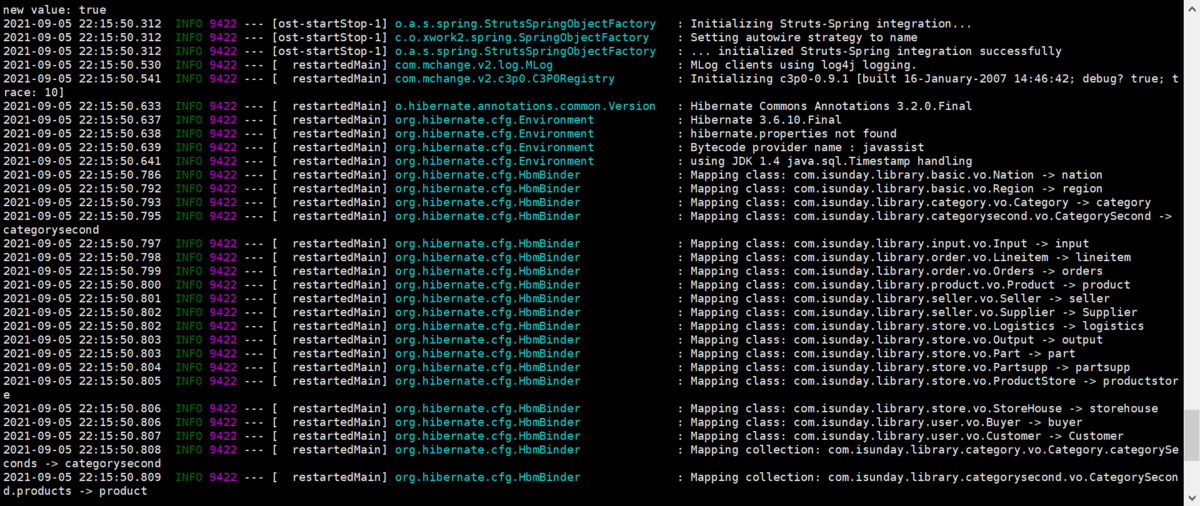 new value: true
2021-09-05 22:15:50.312  INFO 9422 --- [ost-startStop-1] o.a.s.spring.StrutsSpringObjectFactory   : Initializing Struts-Spring integration...
2021-09-05 22:15:50.312  INFO 9422 --- [ost-startStop-1] c.o.xwork2.spring.SpringObjectFactory    : Setting autowire strategy to name
2021-09-05 22:15:50.312  INFO 9422 --- [ost-startStop-1] o.a.s.spring.StrutsSpringObjectFactory   : ... initialized Struts-Spring integration successfully
2021-09-05 22:15:50.530  INFO 9422 --- [  restartedMain] com.mchange.v2.log.MLog                  : MLog clients using log4j logging.
2021-09-05 22:15:50.541  INFO 9422 --- [  restartedMain] com.mchange.v2.c3p0.C3P0Registry         : Initializing c3p0-0.9.1 [built 16-January-2007 14:46:42; debug? true; t
race: 10]
2021-09-05 22:15:50.633  INFO 9422 --- [  restartedMain] o.hibernate.annotations.common.Version   : Hibernate Commons Annotations 3.2.0.Final
2021-09-05 22:15:50.637  INFO 9422 --- [  restartedMain] org.hibernate.cfg.Environment            : Hibernate 3.6.10.Final
2021-09-05 22:15:50.638  INFO 9422 --- [  restartedMain] org.hibernate.cfg.Environment            : hibernate.properties not found
2021-09-05 22:15:50.639  INFO 9422 --- [  restartedMain] org.hibernate.cfg.Environment            : Bytecode provider name : javassist
2021-09-05 22:15:50.641  INFO 9422 --- [  restartedMain] org.hibernate.cfg.Environment            : using JDK 1.4 java.sql.Timestamp handling
2021-09-05 22:15:50.786  INFO 9422 --- [  restartedMain] org.hibernate.cfg.HbmBinder              : Mapping class: com.isunday.library.basic.vo.Nation -> nation
2021-09-05 22:15:50.792  INFO 9422 --- [  restartedMain] org.hibernate.cfg.HbmBinder              : Mapping class: com.isunday.library.basic.vo.Region -> region
2021-09-05 22:15:50.793  INFO 9422 --- [  restartedMain] org.hibernate.cfg.HbmBinder              : Mapping class: com.isunday.library.category.vo.Category -> category
2021-09-05 22:15:50.795  INFO 9422 --- [  restartedMain] org.hibernate.cfg.HbmBinder              : Mapping class: com.isunday.library.categorysecond.vo.CategorySecond ->
categorysecond
2021-09-05 22:15:50.797  INFO 9422 --- [  restartedMain] org.hibernate.cfg.HbmBinder              : Mapping class: com.isunday.library.input.vo.Input -> input
2021-09-05 22:15:50.798  INFO 9422 --- [  restartedMain] org.hibernate.cfg.HbmBinder              : Mapping class: com.isunday.library.order.vo.Lineitem -> lineitem
2021-09-05 22:15:50.799  INFO 9422 --- [  restartedMain] org.hibernate.cfg.HbmBinder              : Mapping class: com.isunday.library.order.vo.Orders -> orders
2021-09-05 22:15:50.800  INFO 9422 --- [  restartedMain] org.hibernate.cfg.HbmBinder              : Mapping class: com.isunday.library.product.vo.Product -> product
2021-09-05 22:15:50.801  INFO 9422 --- [  restartedMain] org.hibernate.cfg.HbmBinder              : Mapping class: com.isunday.library.seller.vo.Seller -> seller
2021-09-05 22:15:50.802  INFO 9422 --- [  restartedMain] org.hibernate.cfg.HbmBinder              : Mapping class: com.isunday.library.seller.vo.Supplier -> Supplier
2021-09-05 22:15:50.802  INFO 9422 --- [  restartedMain] org.hibernate.cfg.HbmBinder              : Mapping class: com.isunday.library.store.vo.Logistics -> logistics
2021-09-05 22:15:50.803  INFO 9422 --- [  restartedMain] org.hibernate.cfg.HbmBinder              : Mapping class: com.isunday.library.store.vo.Output -> output
2021-09-05 22:15:50.803  INFO 9422 --- [  restartedMain] org.hibernate.cfg.HbmBinder              : Mapping class: com.isunday.library.store.vo.Part -> part
2021-09-05 22:15:50.804  INFO 9422 --- [  restartedMain] org.hibernate.cfg.HbmBinder              : Mapping class: com.isunday.library.store.vo.Partsupp -> partsupp
2021-09-05 22:15:50.805  INFO 9422 --- [  restartedMain] org.hibernate.cfg.HbmBinder              : Mapping class: com.isunday.library.store.vo.ProductStore -> productstor
e
2021-09-05 22:15:50.806  INFO 9422 --- [  restartedMain] org.hibernate.cfg.HbmBinder              : Mapping class: com.isunday.library.store.vo.StoreHouse -> storehouse
2021-09-05 22:15:50.806  INFO 9422 --- [  restartedMain] org.hibernate.cfg.HbmBinder              : Mapping class: com.isunday.library.user.vo.Buyer -> buyer
2021-09-05 22:15:50.807  INFO 9422 --- [  restartedMain] org.hibernate.cfg.HbmBinder              : Mapping class: com.isunday.library.user.vo.Customer -> Customer
2021-09-05 22:15:50.808  INFO 9422 --- [  restartedMain] org.hibernate.cfg.HbmBinder              : Mapping collection: com.isunday.library.category.vo.Category.categorySe
conds -> categorysecond
2021-09-05 22:15:50.809  INFO 9422 --- [  restartedMain] org.hibernate.cfg.HbmBinder              : Mapping collection: com.isunday.library.categorysecond.vo.CategorySecon
d.products -> product